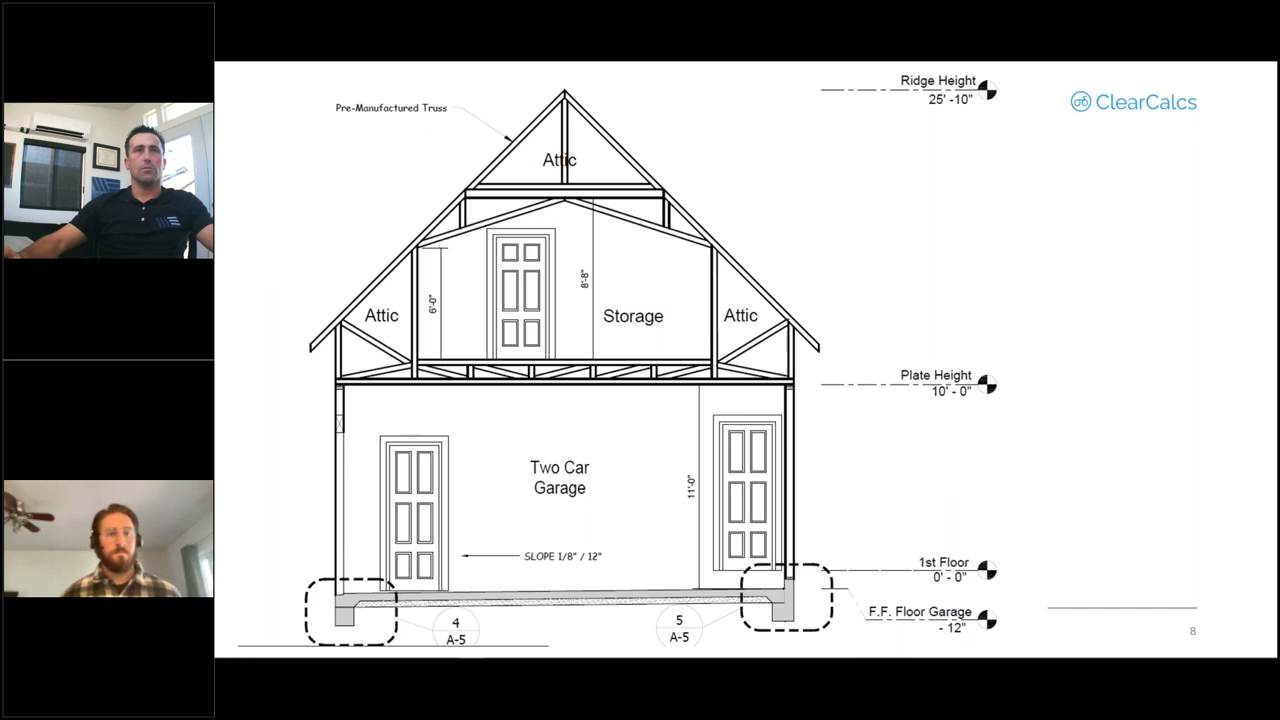 Ridge Height
25' -10"
ClearCalcs
Pre-Manufactured Truss
Attic
8'-8"
6'-0"
Attic
Storage
Attic
Plate Height
10' - 0"
Two Car
Garage
11'-0"
SLOPE 1/8" / 12"
1st Floor
0' - 0"
F.F. Floor Garage
- 12"
4
A-5
5
A-5
8